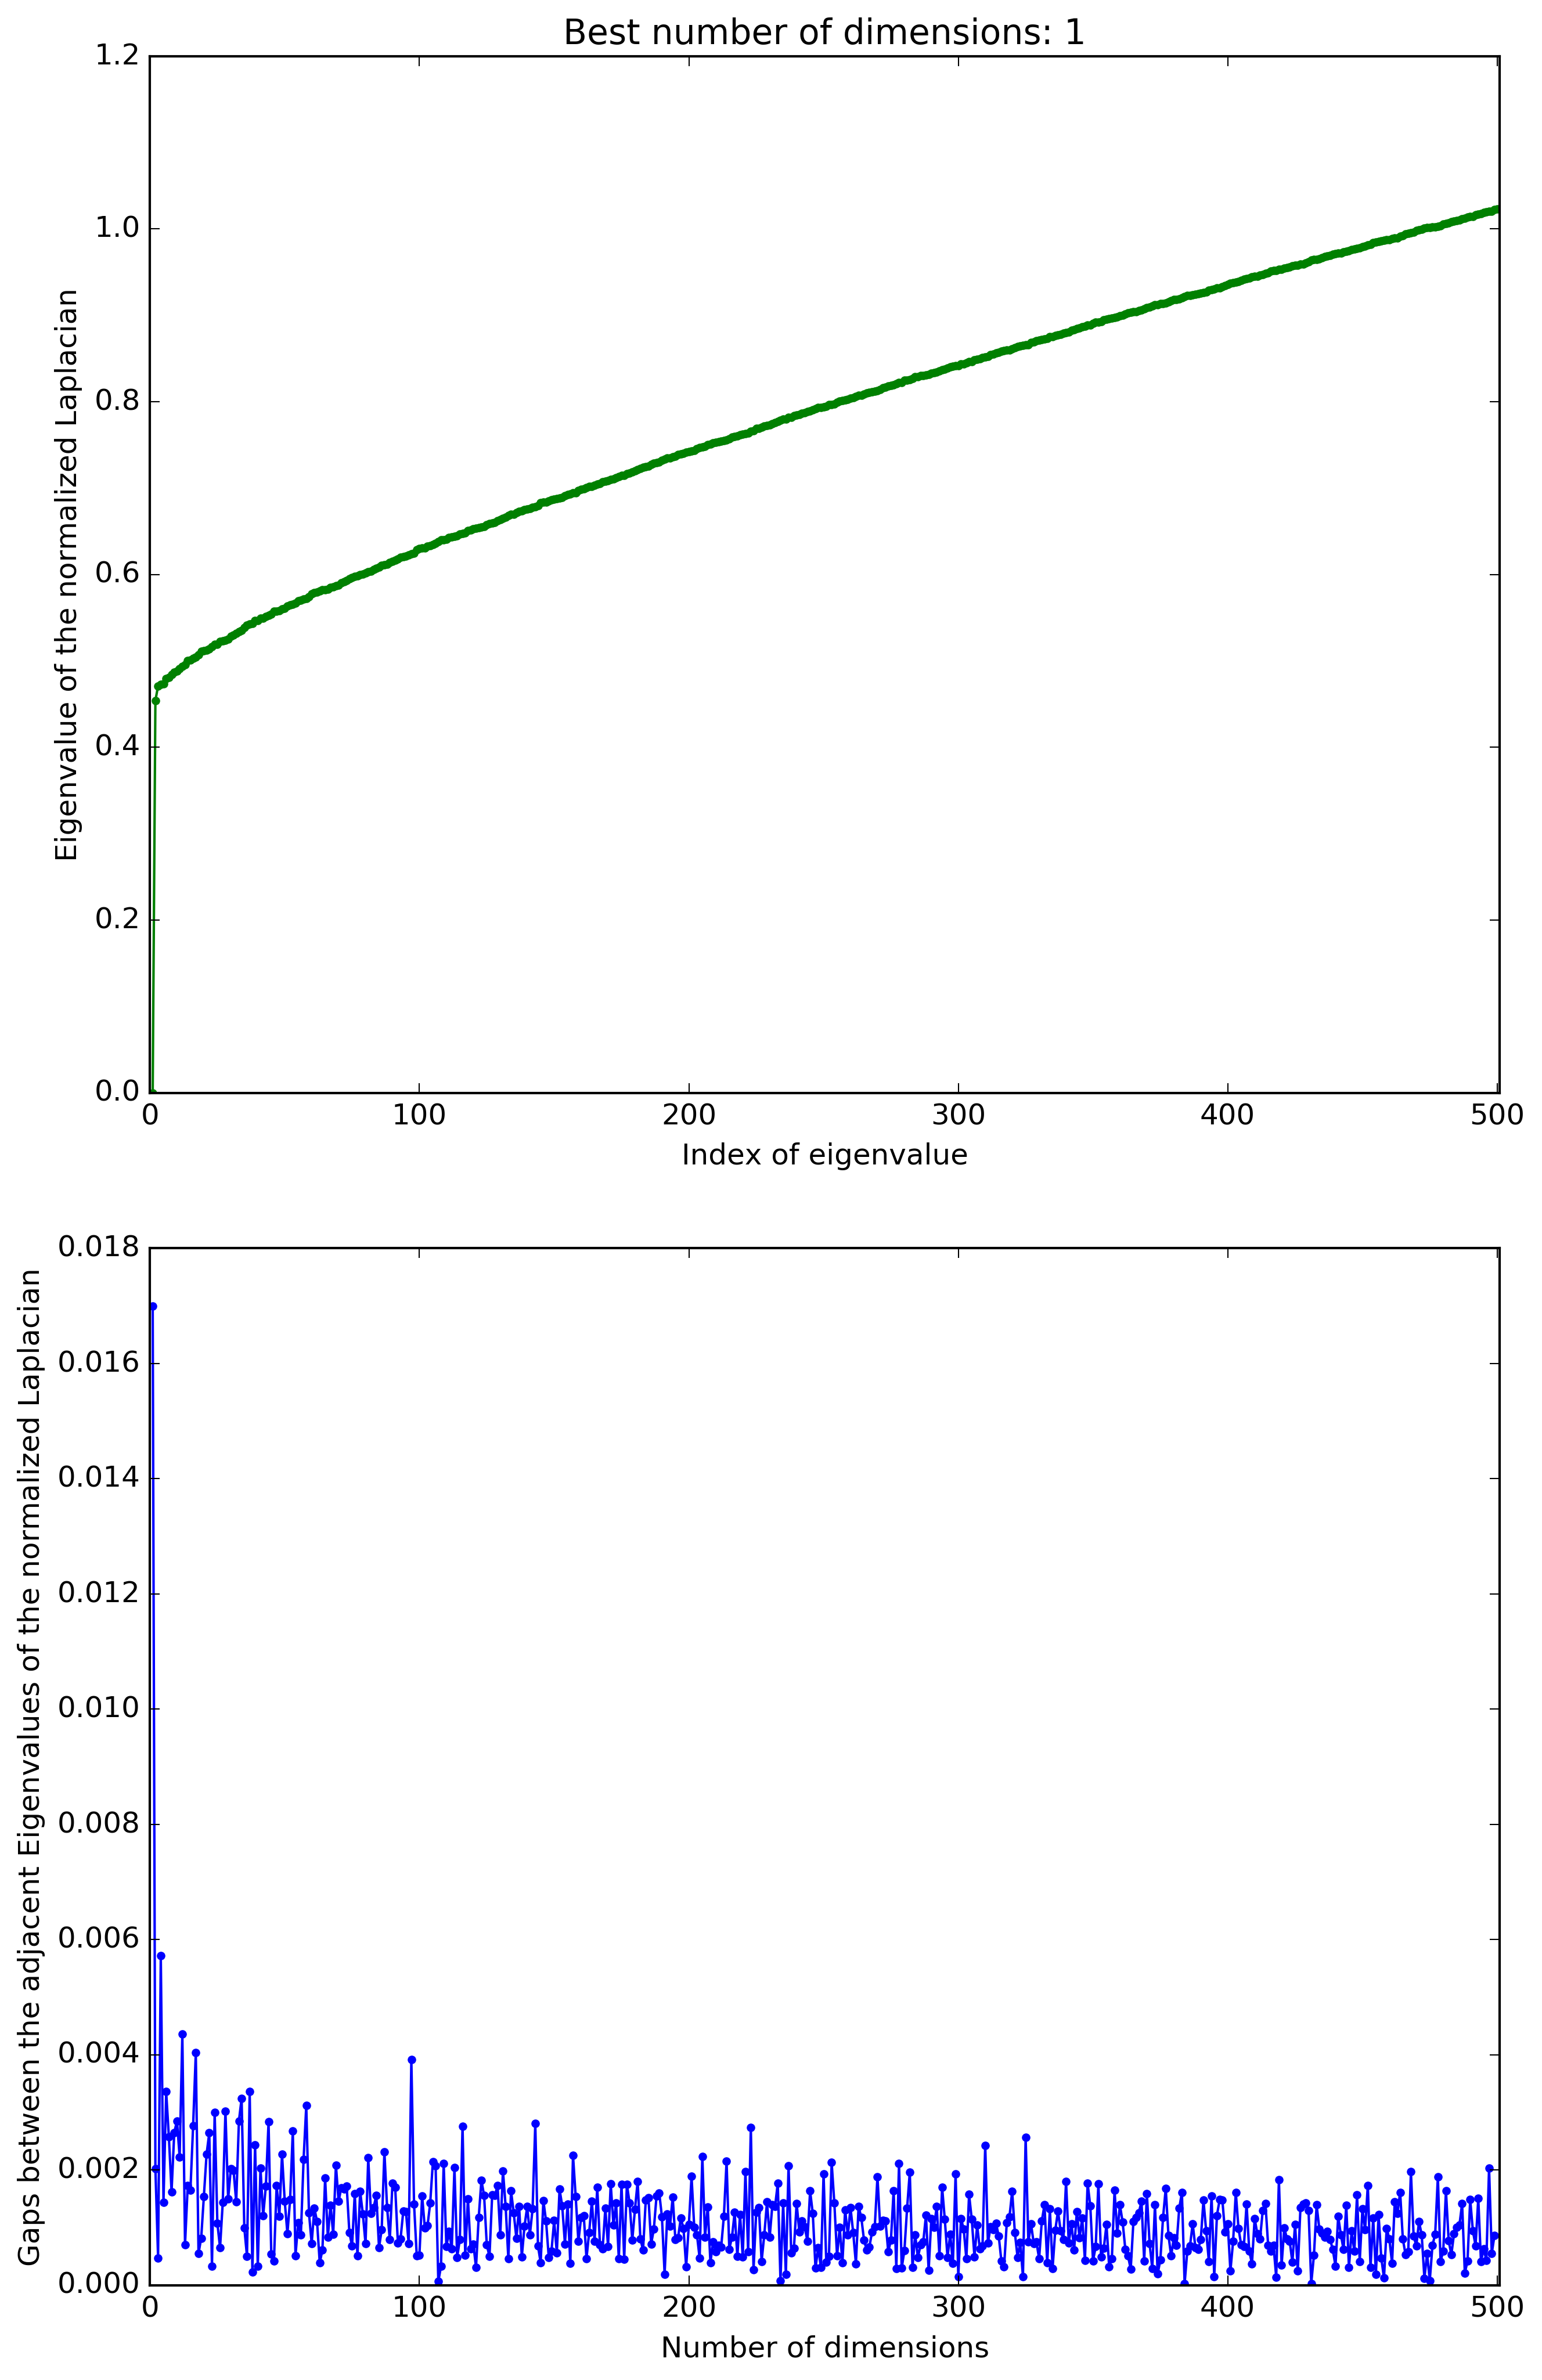 Best number of dimensions: 1
1.2
1.0
0.8
0.6
0.4
0.2
0.0
Eigenvalue of the normalized Laplacian
0 100 200 300 400 500
Index of eigenvalue
0.018
0.016
0.014
0.012
0.010
0.008
0.006
0.004
0.002
0.000
Gaps between the adjacent Eigenvalues of the normalized Laplacian
0 100 200 300 400 500
Number of dimensions